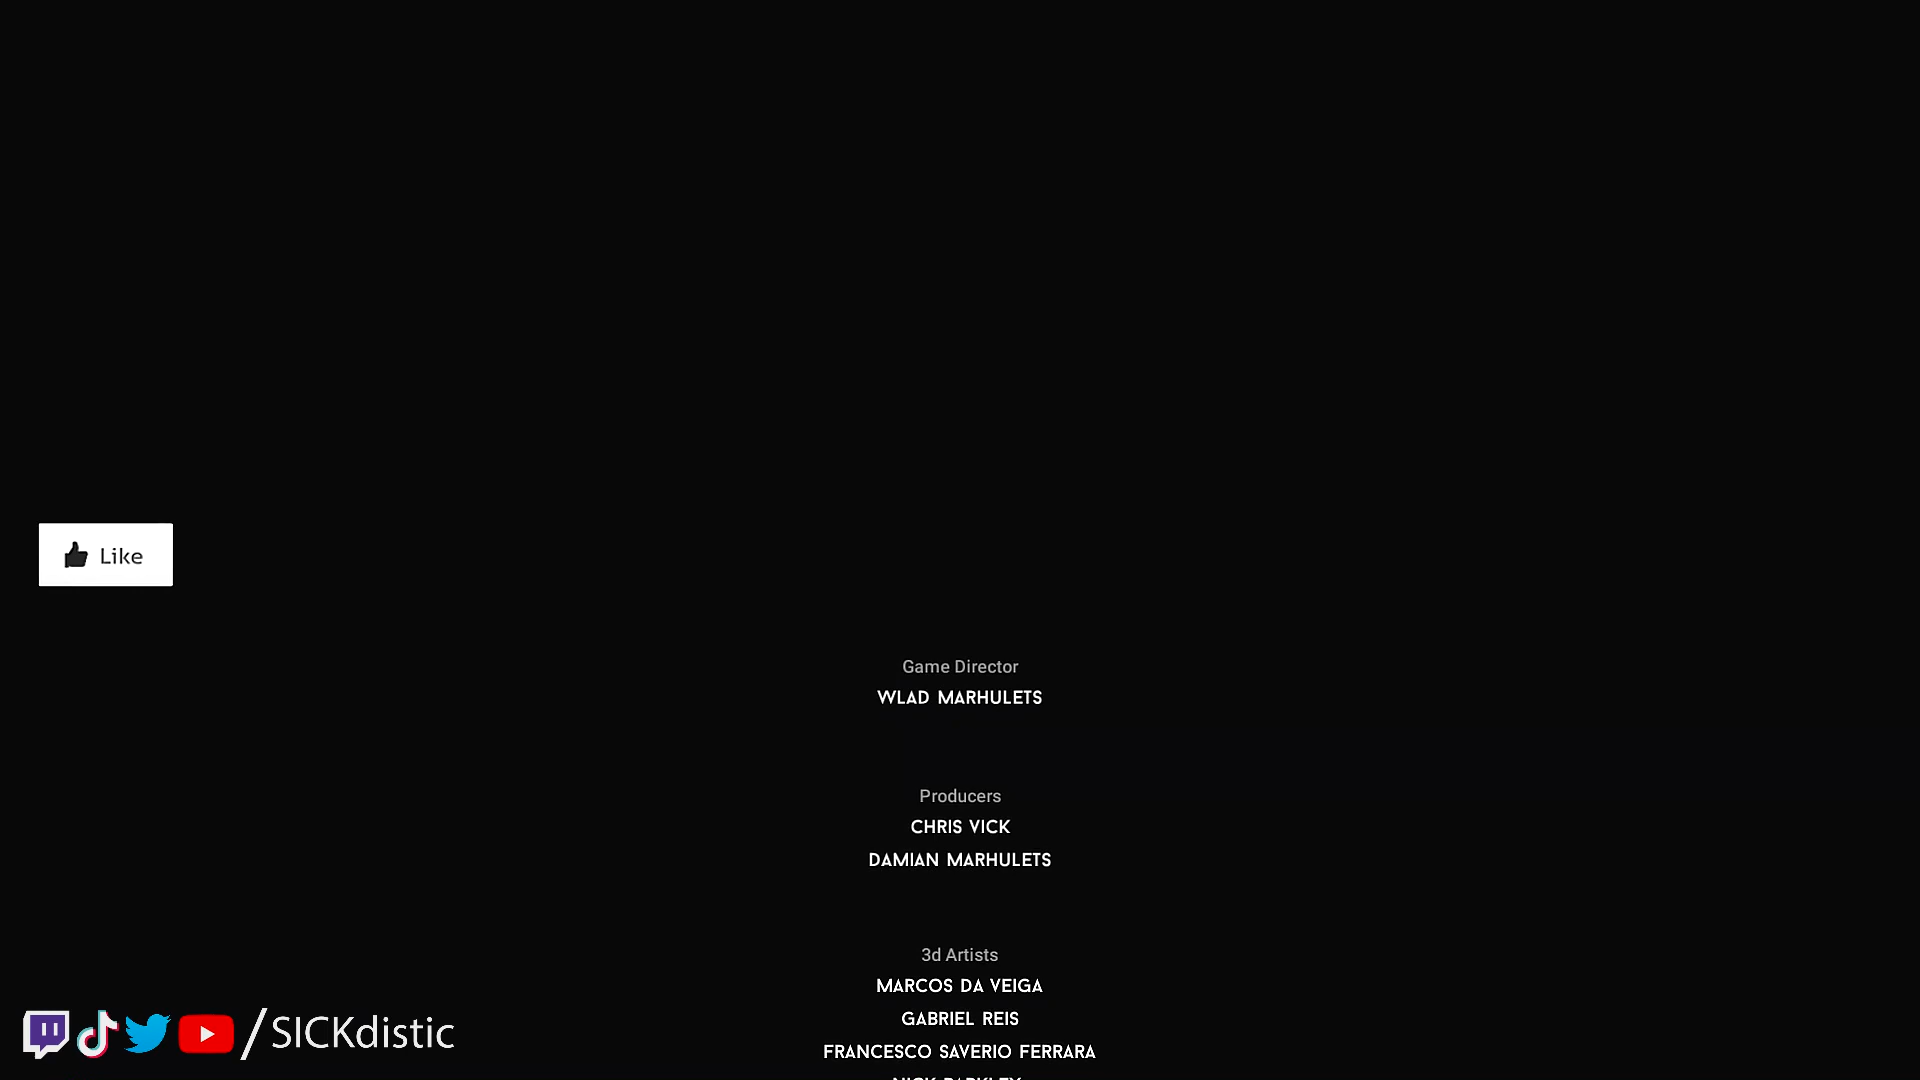 Like
Game Director
WLAD MARHULETS
Producers
CHRIS VICK
DAMIAN MARHULETS
3d Artists
MARCOS DA VEIGA
GABRIEL REIS
FRANCESCO SAVERIO FERRARA
/SICKdistic